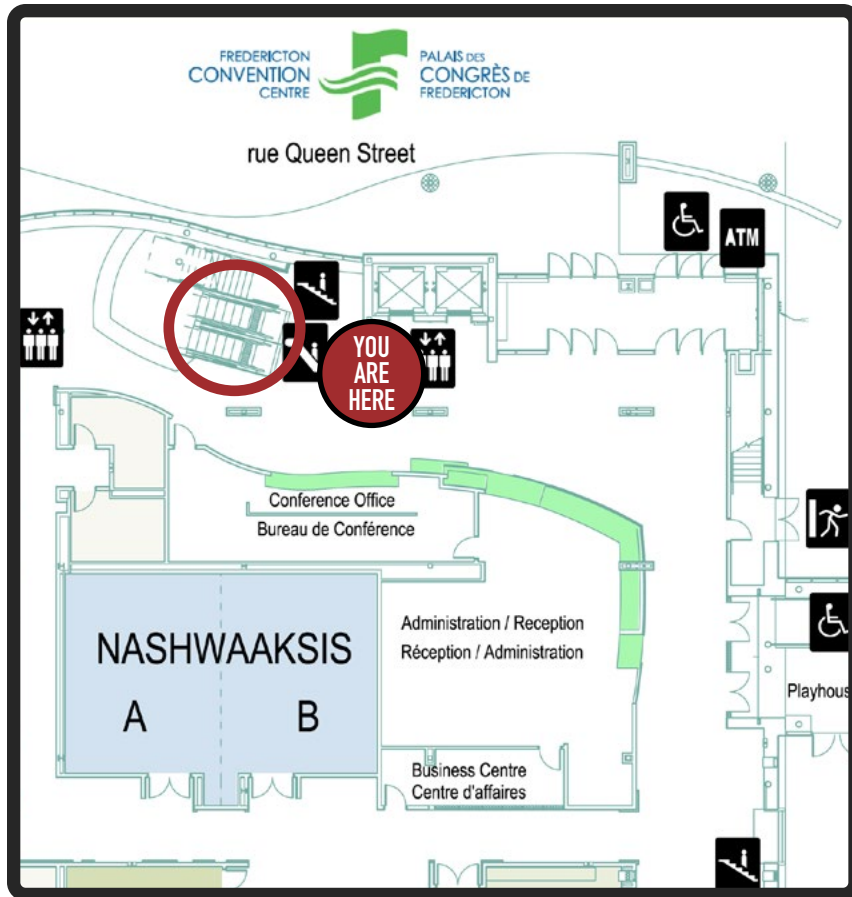 FREDERICTON
CONVENTION
CENTRE
PALAIS DES
CONGRÈS DE
FREDERICTON
rue Queen Street
ATM
YOU
ARE
HERE
Conference Office
Bureau de Conférence
NASHWAAKSIS
A B
Administration / Reception
Réception / Administration
Playhous
Business Centre
Centre d'affaires